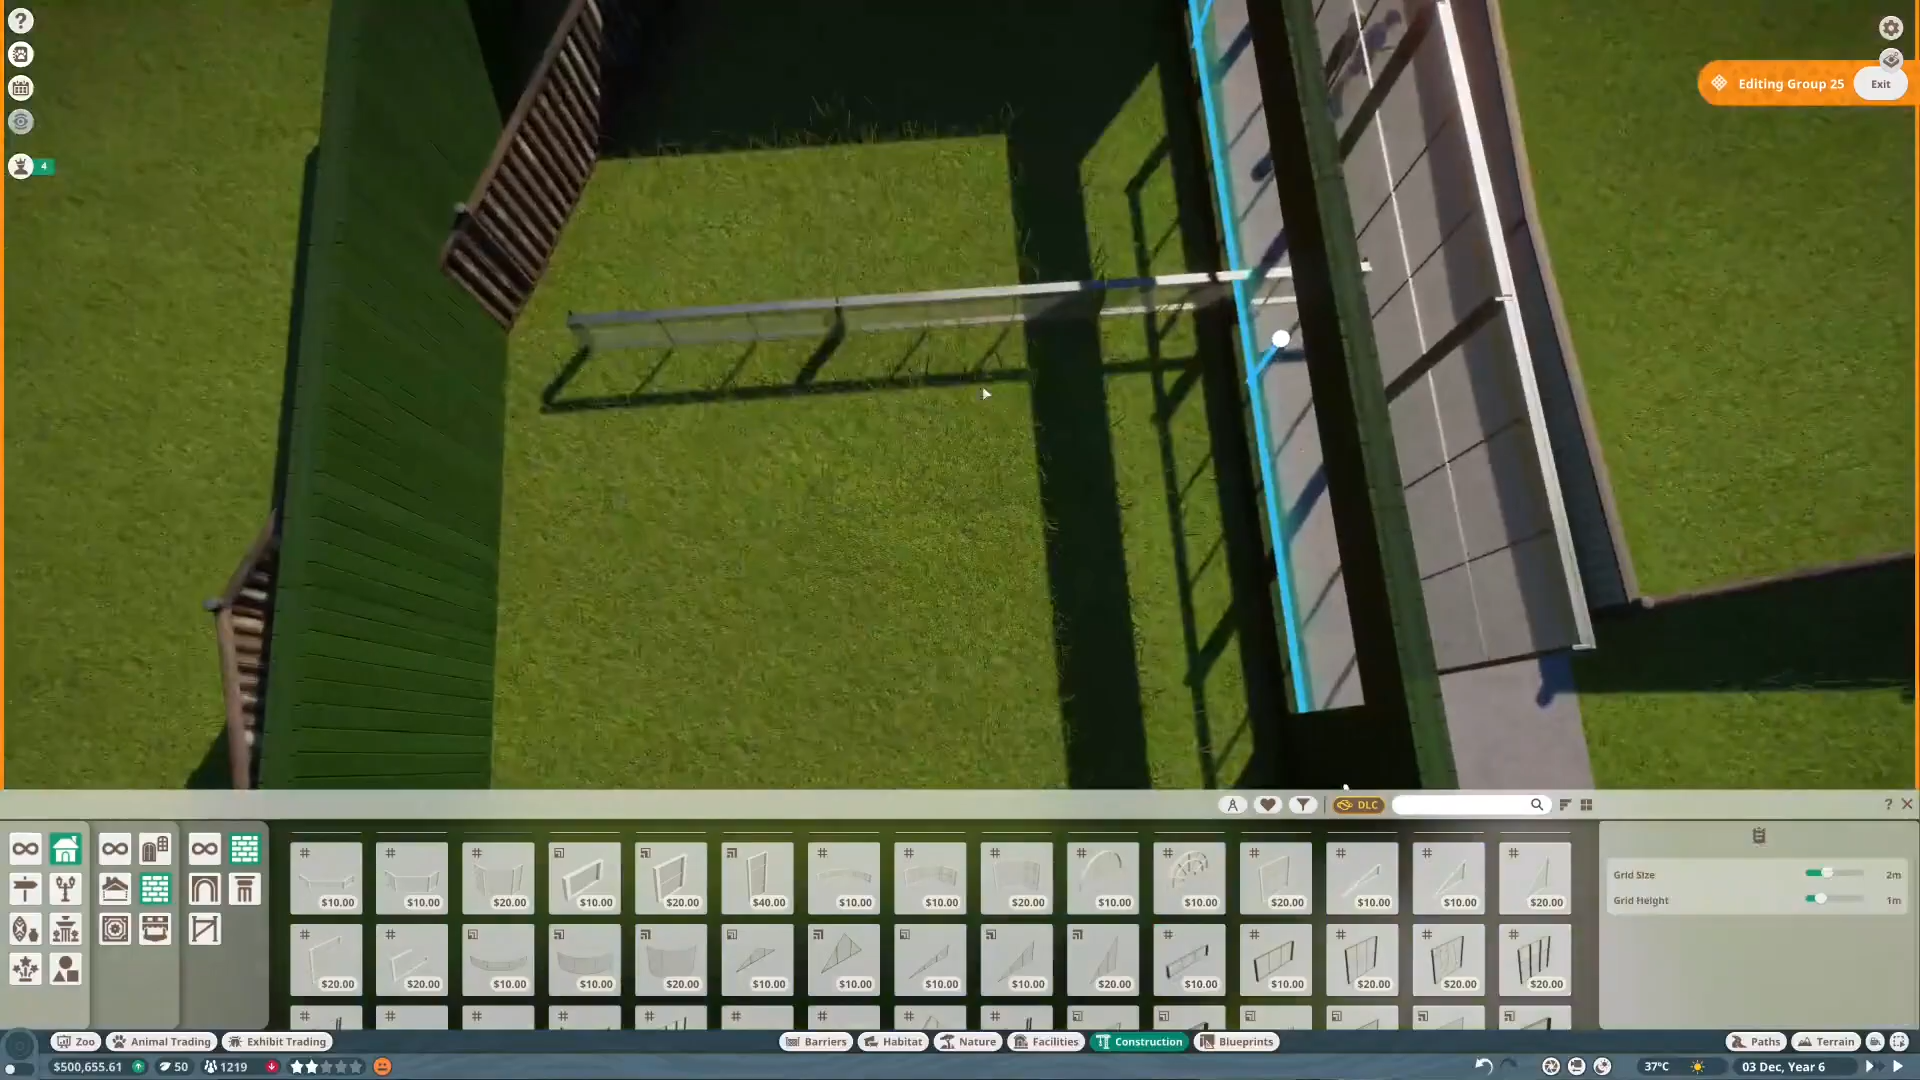 Editing Group 25 Exit
4
DLC
$10.00 $10.00 $20.00 $10.00 $20.00 $40.00 $10.00 $10.00 $20.00 $10.00 $10.00 $20.00 $10.00 $10.00 $20.00
Grid Size 2m
Grid Height 1m
$20.00 $20.00 $10.00 $10.00 $20.00 $10.00 $10.00 $10.00 $10.00 $20.00 $10.00 $10.00 $20.00 $20.00 $20.00
Zoo Animal Trading Exhibit Trading Barriers Habitat Nature Facilities Construction Blueprints Paths Terrain
$500,655.61 50 1219 37°C 03 Dec, Year 6